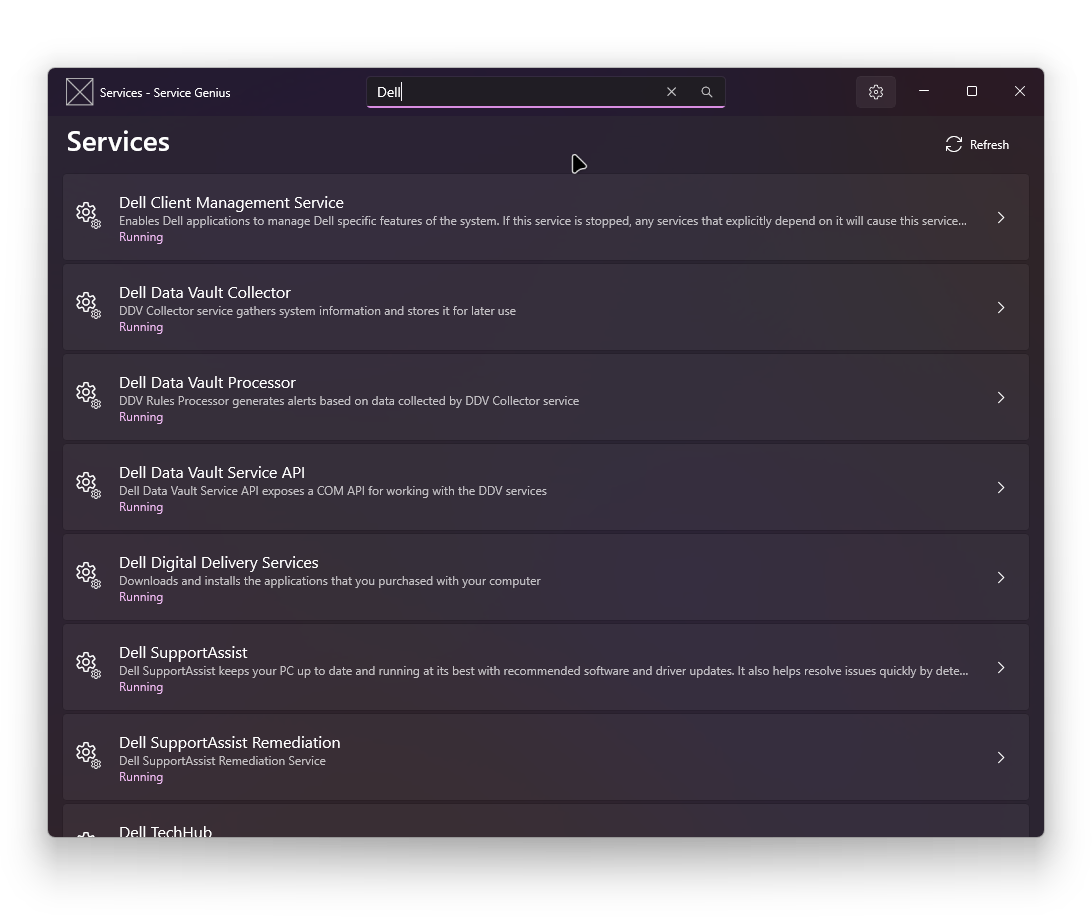 Services - Service Genius
Dell
Services
Refresh
Dell Client Management Service
Enables Dell applications to manage Dell specific features of the system. If this service is stopped, any services that explicitly depend on it will cause this service...
Running
Dell Data Vault Collector
DDV Collector service gathers system information and stores it for later use
Running
Dell Data Vault Processor
DDV Rules Processor generates alerts based on data collected by DDV Collector service
Running
Dell Data Vault Service API
Dell Data Vault Service API exposes a COM API for working with the DDV services
Running
Dell Digital Delivery Services
Downloads and installs the applications that you purchased with your computer
Running
Dell SupportAssist
Dell SupportAssist keeps your PC up to date and running at its best with recommended software and driver updates. It also helps resolve issues quickly by dete...
Running
Dell SupportAssist Remediation
Dell SupportAssist Remediation Service
Running
Dell TechHub